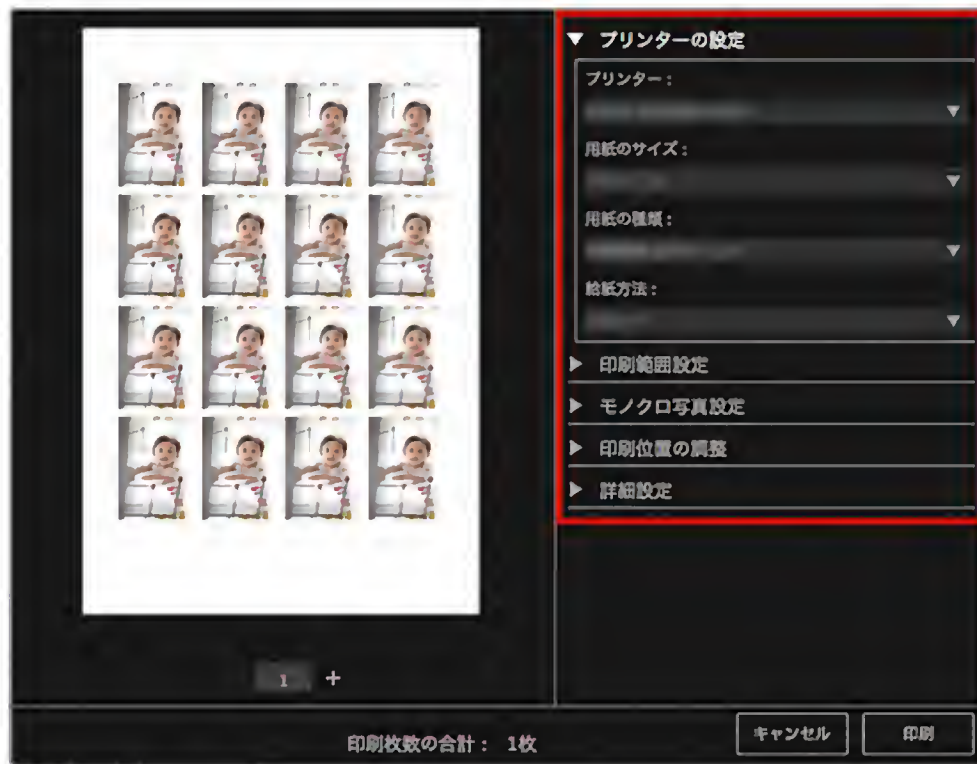 プリンターの設定
プリンター：
用紙のサイズ：
用紙の種類：
給紙方法：
印刷範囲設定
モノクロ写真設定
印刷位置の調整
詳細設定
1 +
印刷枚数の合計： 1枚
キャンセル
印刷